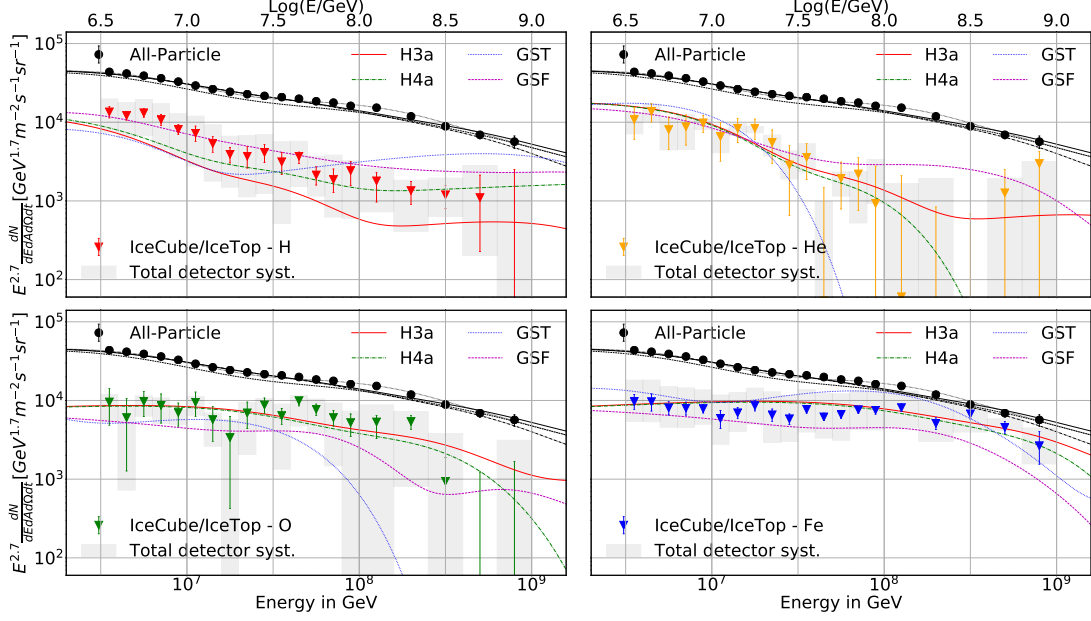 Log(E/GeV) Log(E/GeV)
6.5 7.0 7.5 8.0 8.5 9.0 6.5 7.0 7.5 8.0 8.5 9.0
10^5
10^4
10^3
10^2
E^{2.7} \frac{dN}{dEdAdΩdt} [GeV^{1.7}m^{-2}s^{-1}sr^{-1}]
All-Particle H3a GST
H4a GSF
IceCube/IceTop - H
Total detector syst.
All-Particle H3a GST
H4a GSF
IceCube/IceTop - He
Total detector syst.
10^5
10^4
10^3
10^2
E^{2.7} \frac{dN}{dEdAdΩdt} [GeV^{1.7}m^{-2}s^{-1}sr^{-1}]
All-Particle H3a GST
H4a GSF
IceCube/IceTop - O
Total detector syst.
All-Particle H3a GST
H4a GSF
IceCube/IceTop - Fe
Total detector syst.
10^7 10^8 10^9 10^7 10^8 10^9
Energy in GeV Energy in GeV